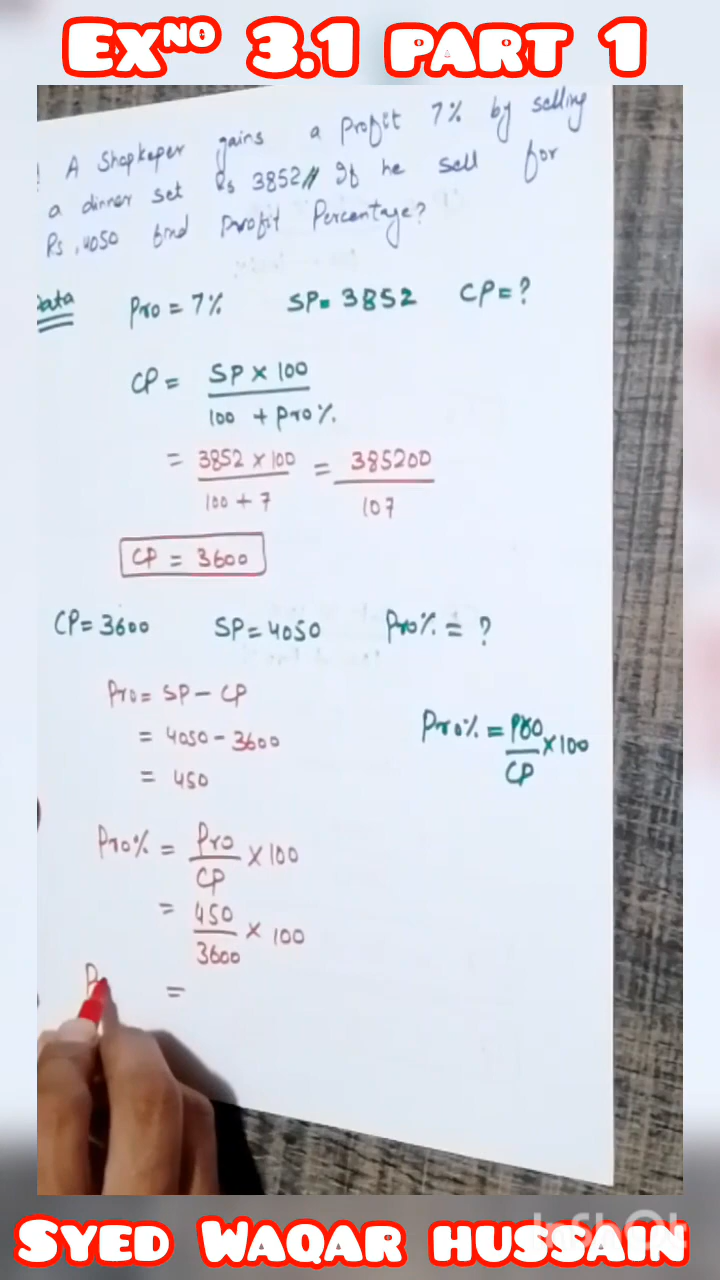 Exno 3.1 PART 1
! A Shopkeper gains a Profit 7% by selling
a dinner set Rs 3852// If he sell for
Rs,4050 find Profit Percentage?
Data
Pro = 7% SP= 3852 CP= ?
CP = SP × 100
100 + Pro%.
= 3852 × 100 = 385200
100 + 7 107
CP = 3600
CP= 3600 SP= 4050 Pro% = ?
Pro= SP - CP
= 4050 - 3600
Pro% = Pro × 100
CP
= 450
Pro% = Pro × 100
CP
= 450 × 100
3600
P =
SYED WAQAR HUSSAIN